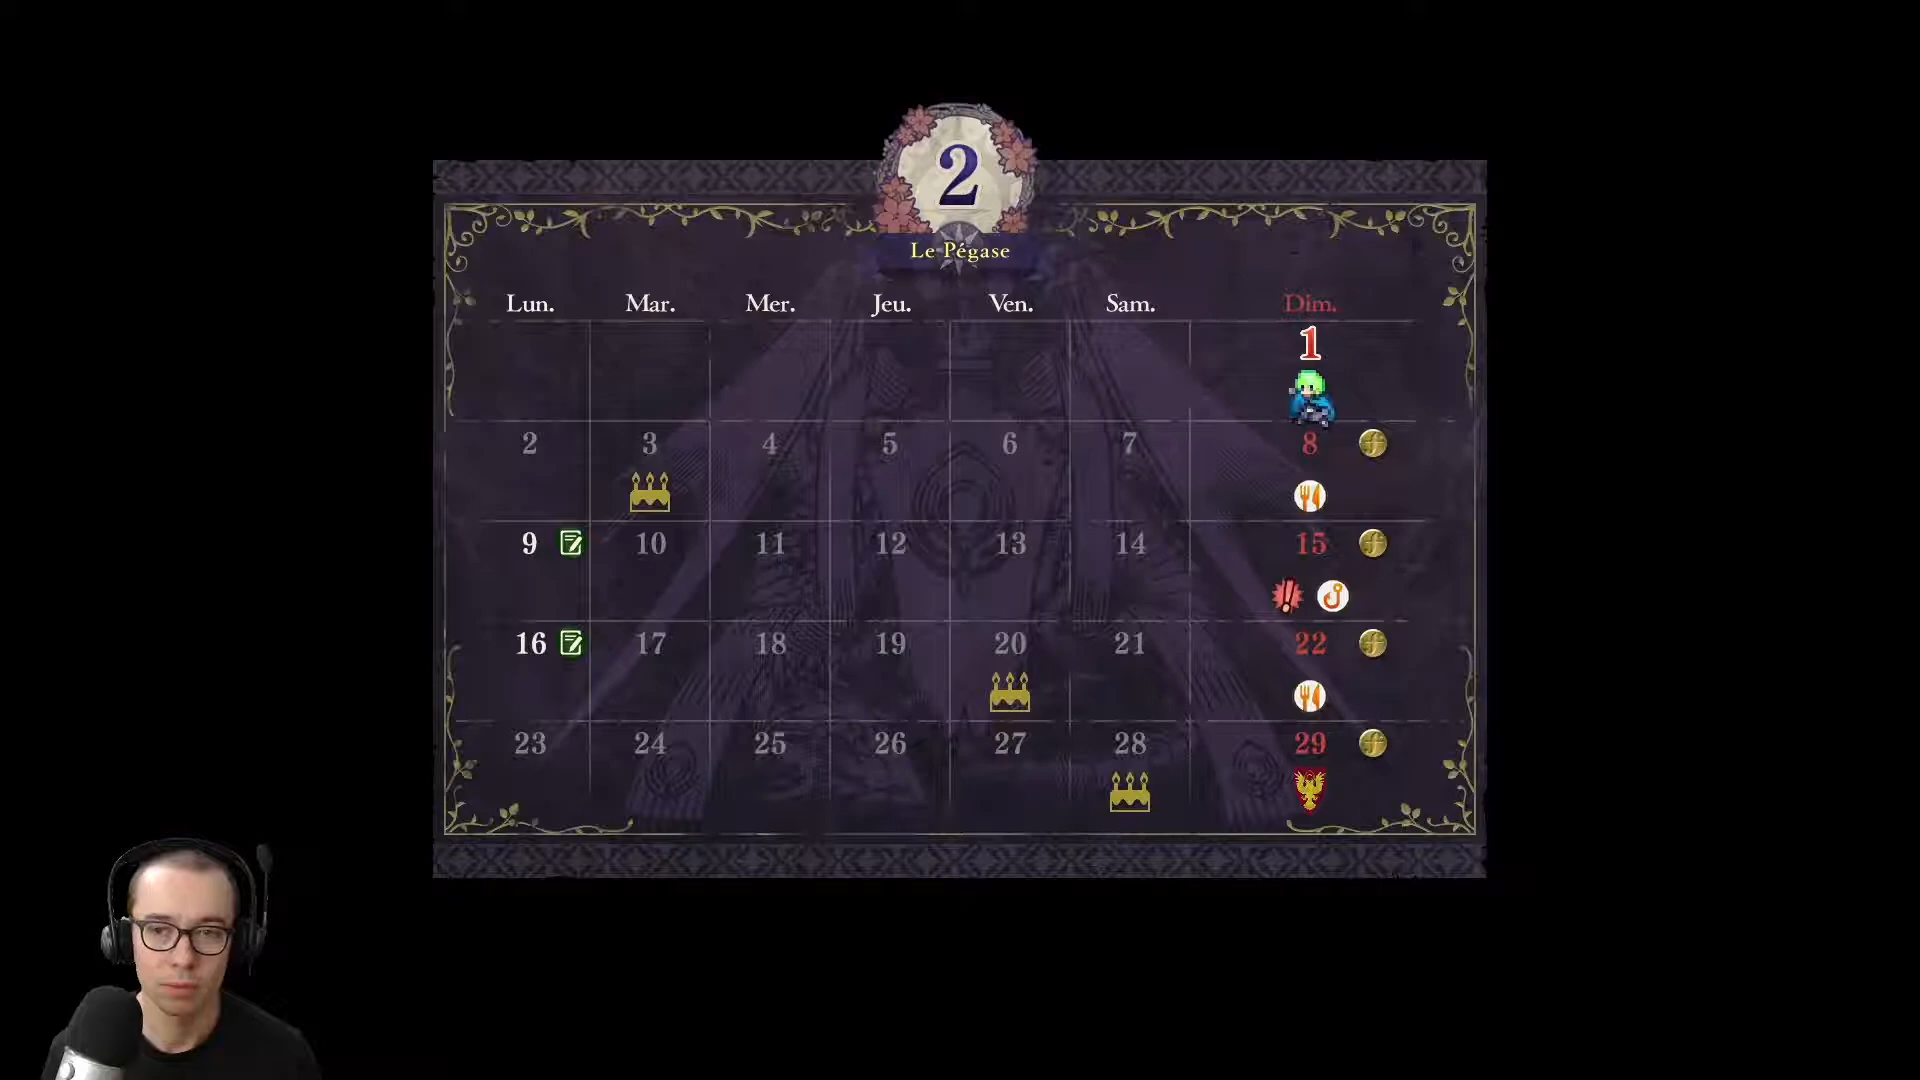 2
Le Pégase
Lun. Mar. Mer. Jeu. Ven. Sam. Dim.
1
2 3 4 5 6 7 8
9 10 11 12 13 14 15
!
16 17 18 19 20 21 22
23 24 25 26 27 28 29